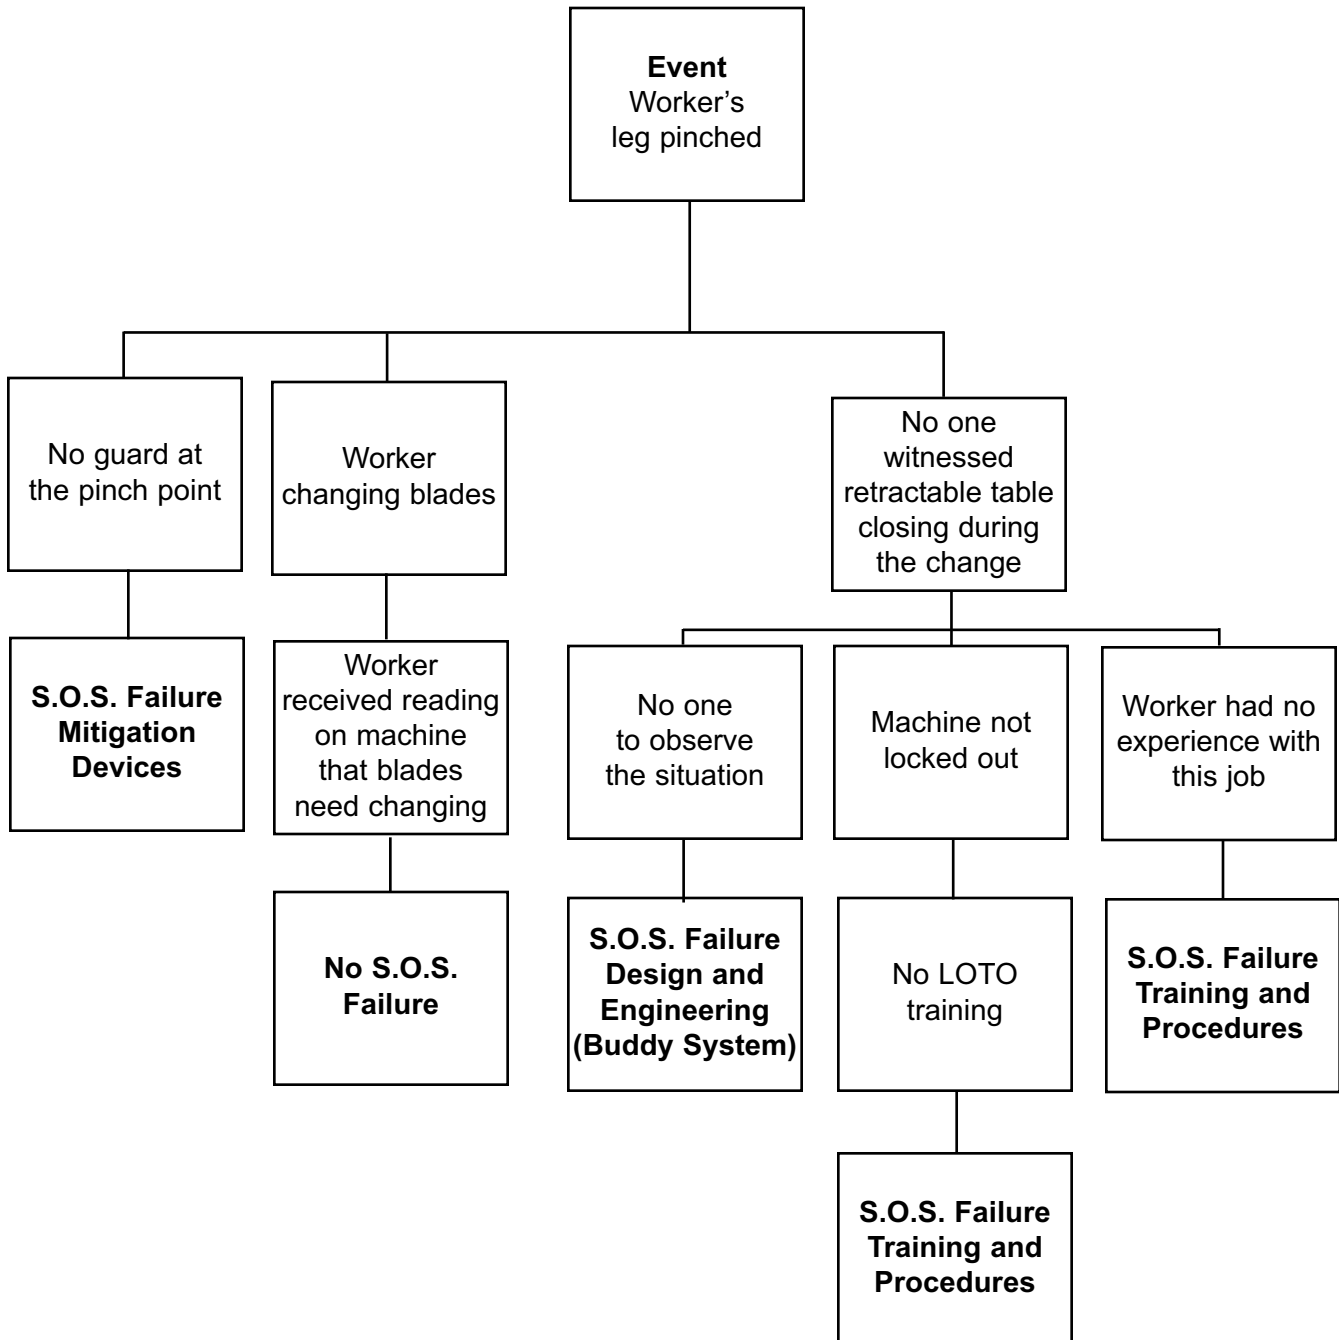 Event
Worker's
leg pinched
No guard at
the pinch point
Worker
changing blades
No one
witnessed
retractable table
closing during
the change
S.O.S. Failure
Mitigation
Devices
Worker
received reading
on machine
that blades
need changing
No one
to observe
the situation
Machine not
locked out
Worker had no
experience with
this job
No S.O.S.
Failure
S.O.S. Failure
Design and
Engineering
(Buddy System)
No LOTO
training
S.O.S. Failure
Training and
Procedures
S.O.S. Failure
Training and
Procedures